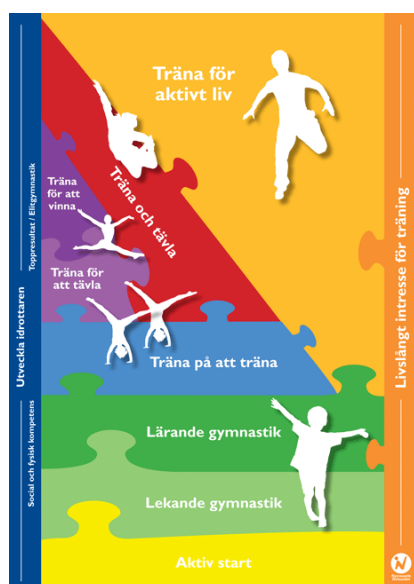 Träna för
aktivt liv
Träna och tävla
Träna
för att
vinna
Träna för
att tävla
Träna på att träna
Lärande gymnastik
Lekande gymnastik
Aktiv start
Utveckla idrottaren
Toppresultat / Elitgymnastik
Social och fysisk kompetens
Livslångt intresse för träning